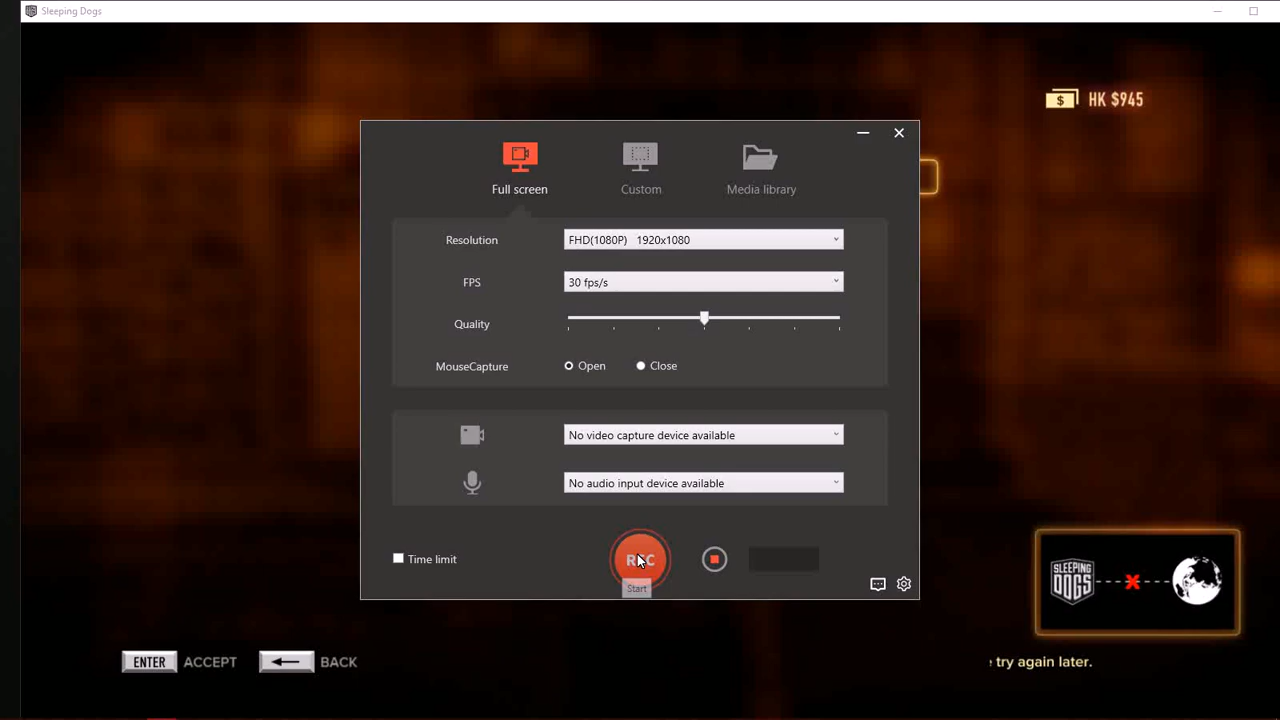 Sleeping Dogs
HK $945
Full screen
Custom
Media library
Resolution
FHD(1080P) 1920x1080
FPS
30 fps/s
Quality
MouseCapture
Open
Close
No video capture device available
No audio input device available
Time limit
REC
Start
SLEEPING
DOGS
ENTER ACCEPT
BACK
try again later.